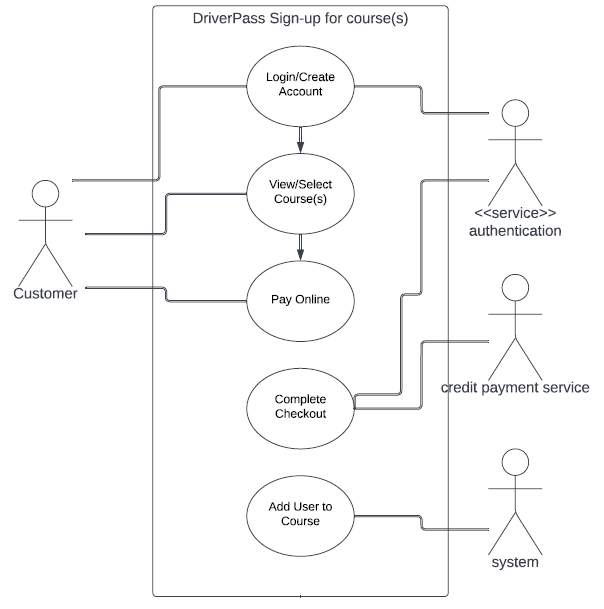 DriverPass Sign-up for course(s)
Login/Create
Account
View/Select
Course(s)
<<service>>
authentication
Customer
Pay Online
credit payment service
Complete
Checkout
Add User to
Course
system